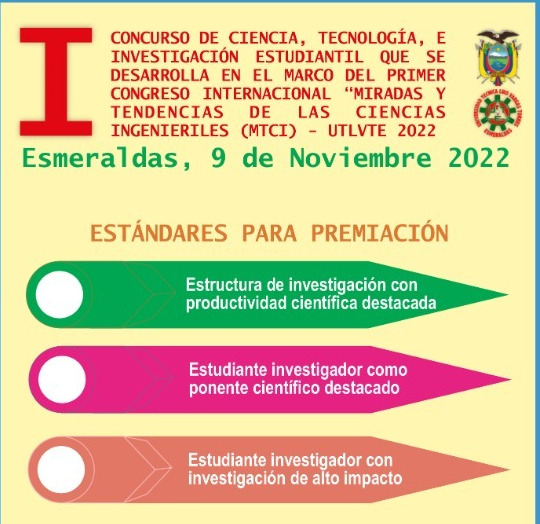 I CONCURSO DE CIENCIA, TECNOLOGÍA, E
INVESTIGACIÓN ESTUDIANTIL QUE SE
DESARROLLA EN EL MARCO DEL PRIMER
CONGRESO INTERNACIONAL “MIRADAS Y
TENDENCIAS DE LAS CIENCIAS
INGENIERILES (MTCI) - UTLVTE 2022
Esmeraldas, 9 de Noviembre 2022
ESTÁNDARES PARA PREMIACIÓN
Estructura de investigación con
productividad científica destacada
Estudiante investigador como
ponente científico destacado
Estudiante investigador con
investigación de alto impacto